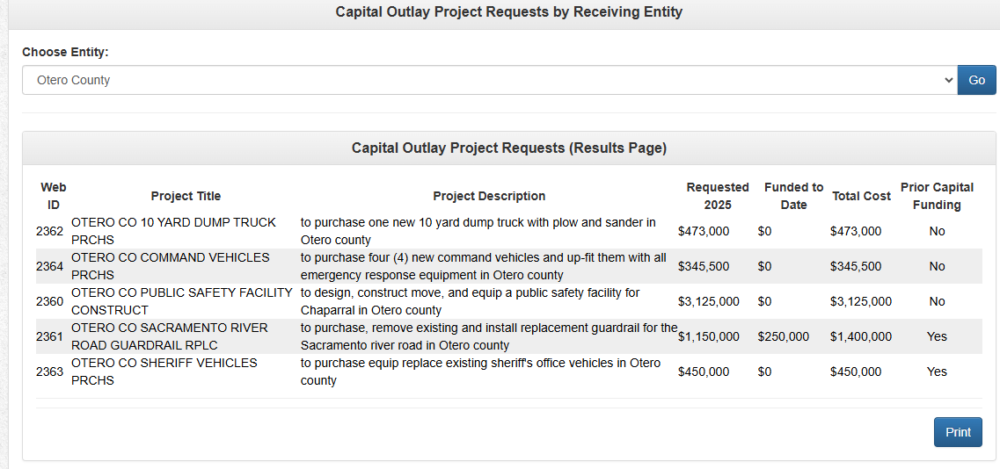 Capital Outlay Project Requests by Receiving Entity
Choose Entity:
Otero County
Go
Capital Outlay Project Requests (Results Page)
Web ID Project Title Project Description Requested 2025 Funded to Date Total Cost Prior Capital Funding
2362 OTERO CO 10 YARD DUMP TRUCK PRCHS to purchase one new 10 yard dump truck with plow and sander in Otero county $473,000 $0 $473,000 No
2364 OTERO CO COMMAND VEHICLES PRCHS to purchase four (4) new command vehicles and up-fit them with all emergency response equipment in Otero county $345,500 $0 $345,500 No
2360 OTERO CO PUBLIC SAFETY FACILITY CONSTRUCT to design, construct move, and equip a public safety facility for Chaparral in Otero county $3,125,000 $0 $3,125,000 No
2361 OTERO CO SACRAMENTO RIVER ROAD GUARDRAIL RPLC to purchase, remove existing and install replacement guardrail for the Sacramento river road in Otero county $1,150,000 $250,000 $1,400,000 Yes
2363 OTERO CO SHERIFF VEHICLES PRCHS to purchase equip replace existing sheriff's office vehicles in Otero county $450,000 $0 $450,000 Yes
Print